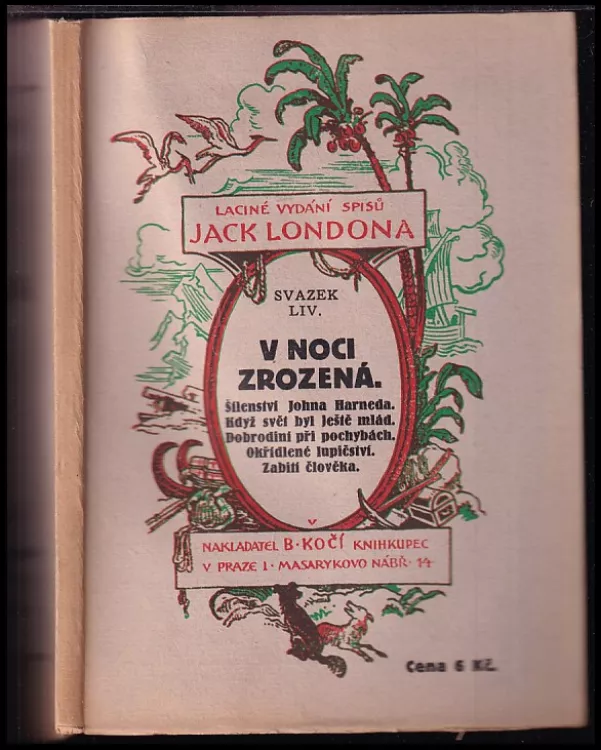 LACINÉ VYDÁNÍ SPISŮ
JACK LONDONA
SVAZEK
LIV.
V NOCI
ZROZENÁ.
Šílenství Johna Harneda.
Když svět byl ještě mlád.
Dobrodiní při pochybách.
Okřídlené lupičství.
Zabití člověka.
V
NAKLADATEL B·KOČÍ KNIHKUPEC
V PRAZE I · MASARYKOVO NÁBŘ· 14
Cena 6 Kč.